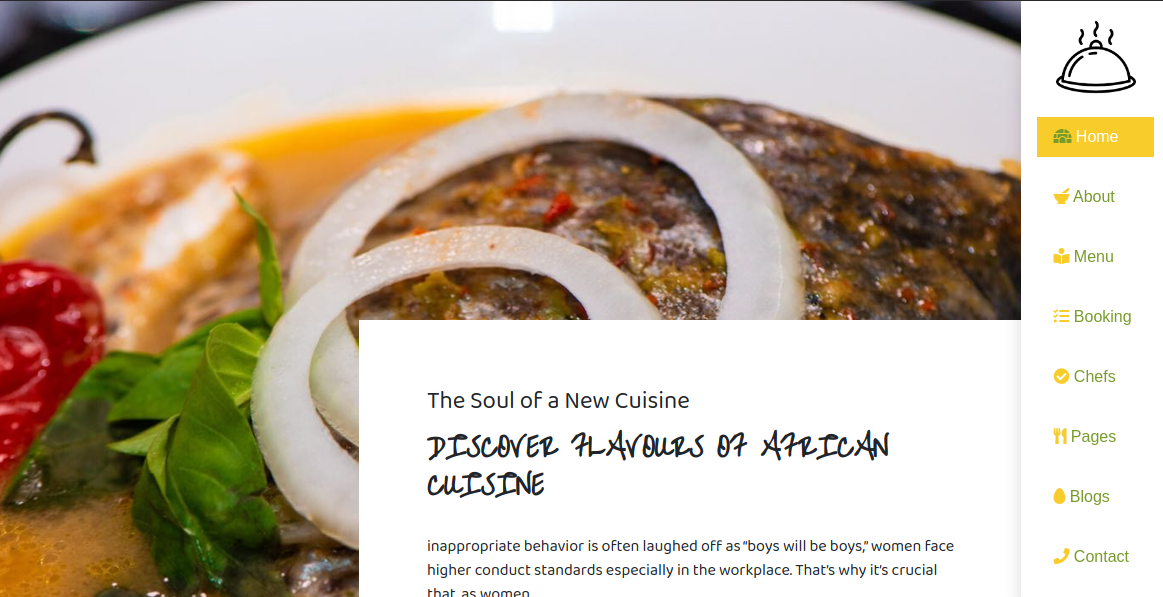 Home
About
Menu
Booking
Chefs
Pages
Blogs
Contact
The Soul of a New Cuisine
DISCOVER FLAVOURS OF AFRICAN
CUISINE
inappropriate behavior is often laughed off as “boys will be boys,” women face
higher conduct standards especially in the workplace. That’s why it’s crucial
that, as women